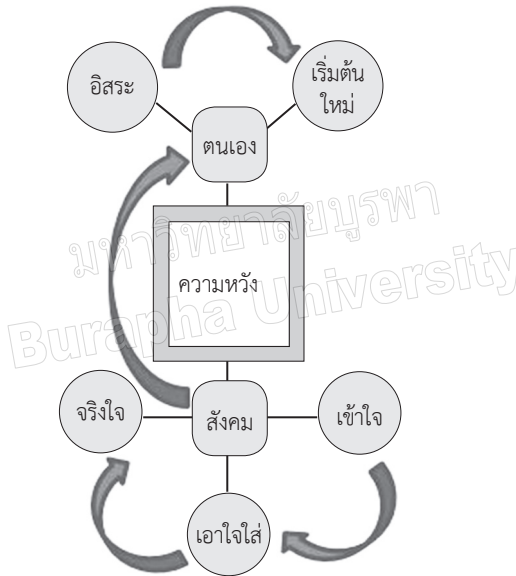 อิสระ
เริ่มต้น
ใหม่
ตนเอง
มหาวิทยาลัยบูรพา
Burapha University
ความหวัง
จริงใจ
สังคม
เข้าใจ
เอาใจใส่